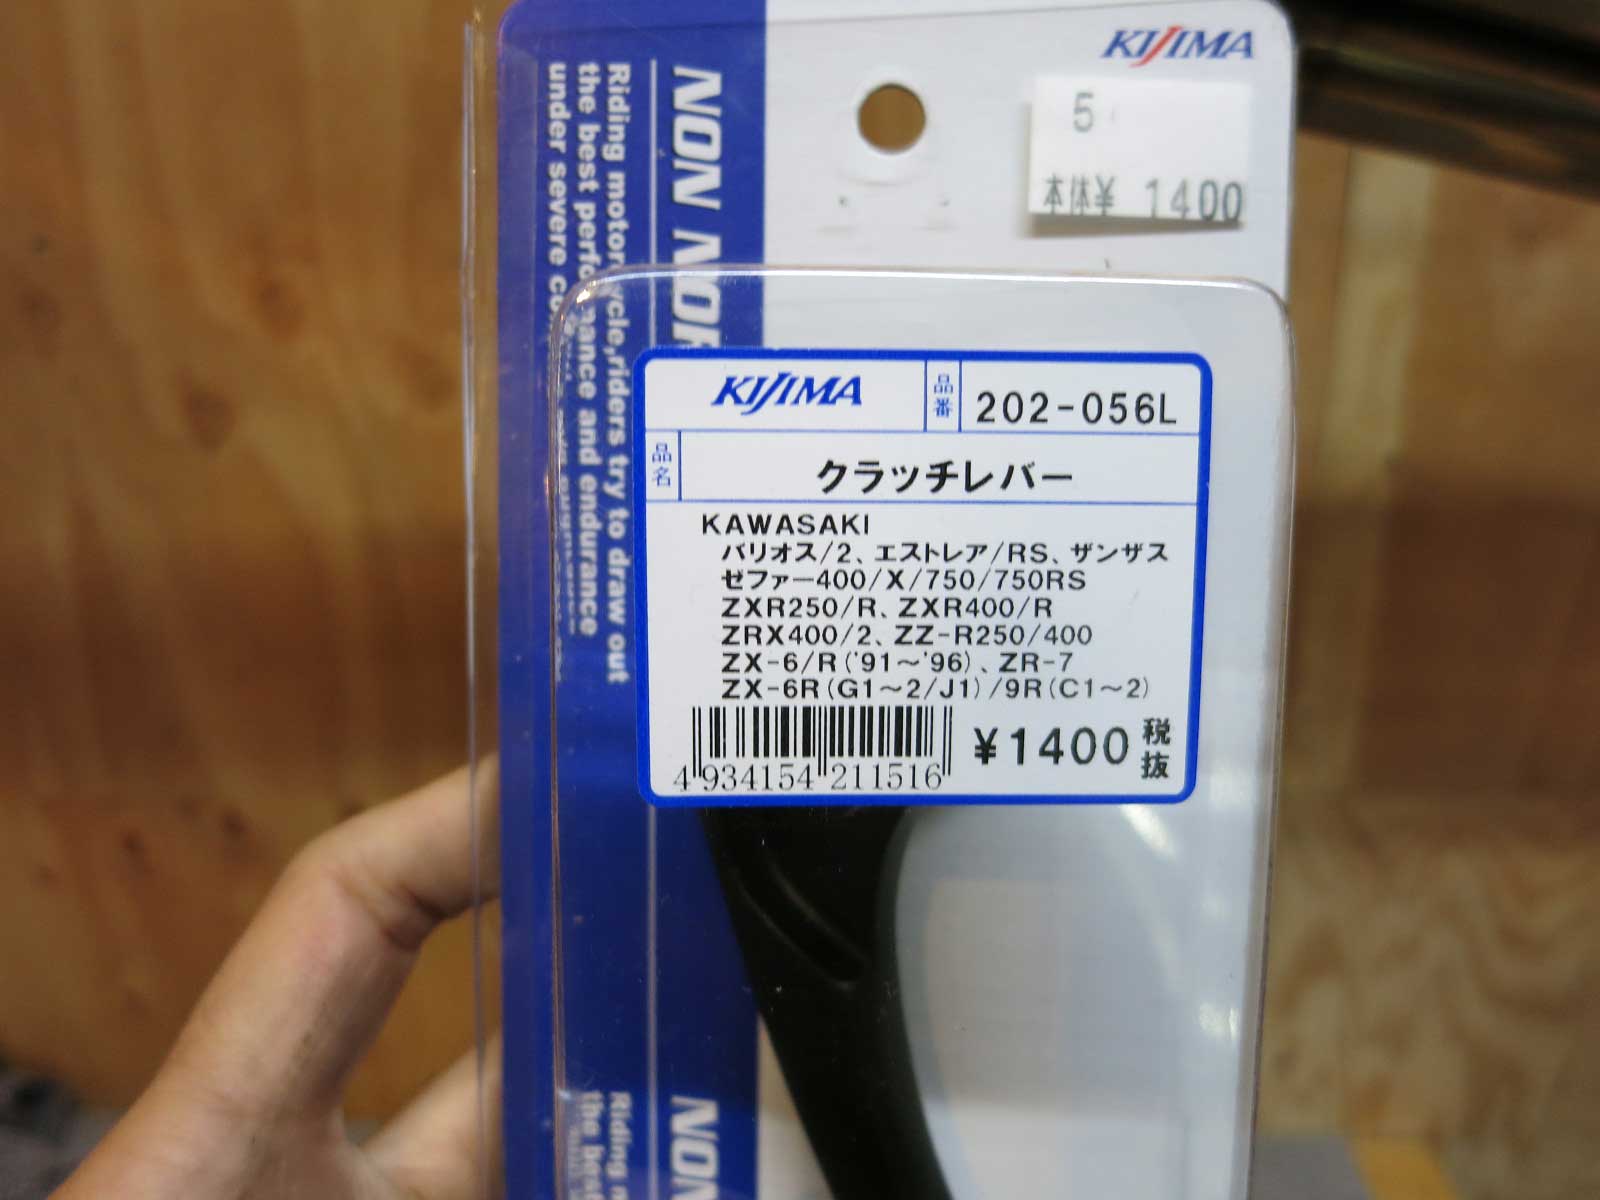 KIJIMA
5
本体¥ 1400
NON NOR
Riding motorcycle,riders try to draw out
the best performance and endurance
under severe
KIJIMA
品番
202-056L
品名
クラッチレバー
KAWASAKI
バリオス/2、エストレア/RS、ザンザス
ゼファー400/X/750/750RS
ZXR250/R、ZXR400/R
ZRX400/2、ZZ-R250/400
ZX-6/R('91～'96)、ZR-7
ZX-6R(G1～2/J1)/9R(C1～2)
4 934154 211516
¥1400 税抜
NON
Riding
the best